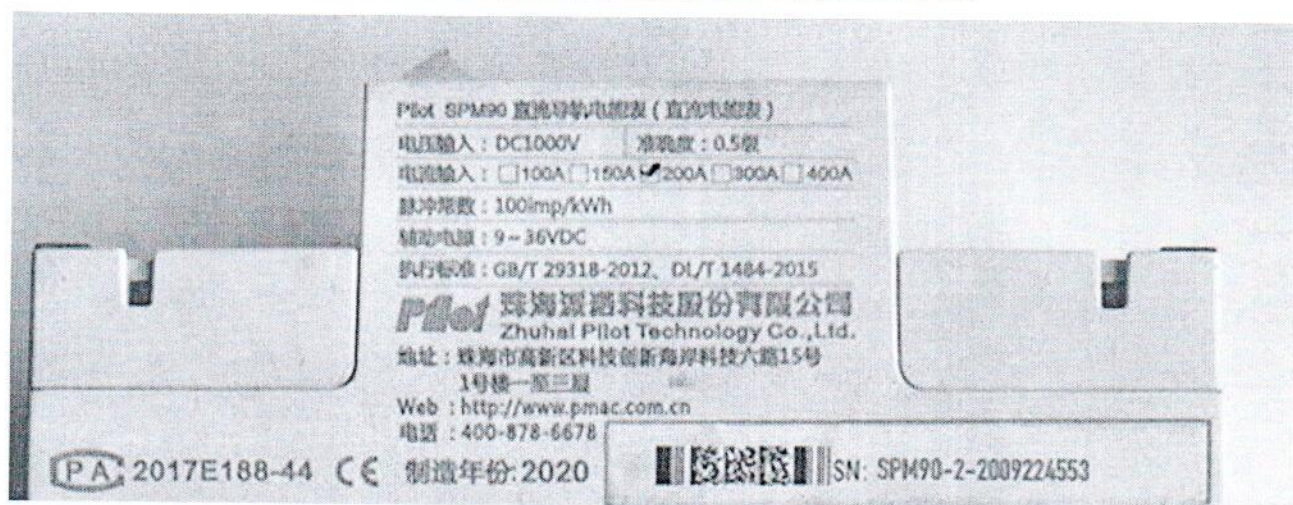 Pilot SPM90 直流导轨电能表（直流电能表）
电压输入：DC1000V 准确度：0.5级
电流输入：☐100A☐150A☑200A☐300A☐400A
脉冲常数：100imp/kWh
辅助电源：9~36VDC
执行标准：GB/T 29318-2012、DL/T 1484-2015
Pilot 珠海派诺科技股份有限公司
Zhuhai Pilot Technology Co.,Ltd.
地址：珠海市高新区科技创新海岸科技六路15号
1号楼一至三层
Web：http://www.pmac.com.cn
电话：400-878-6678
PA 2017E188-44 CE 制造年份:2020
SN: SPM90-2-2009224553